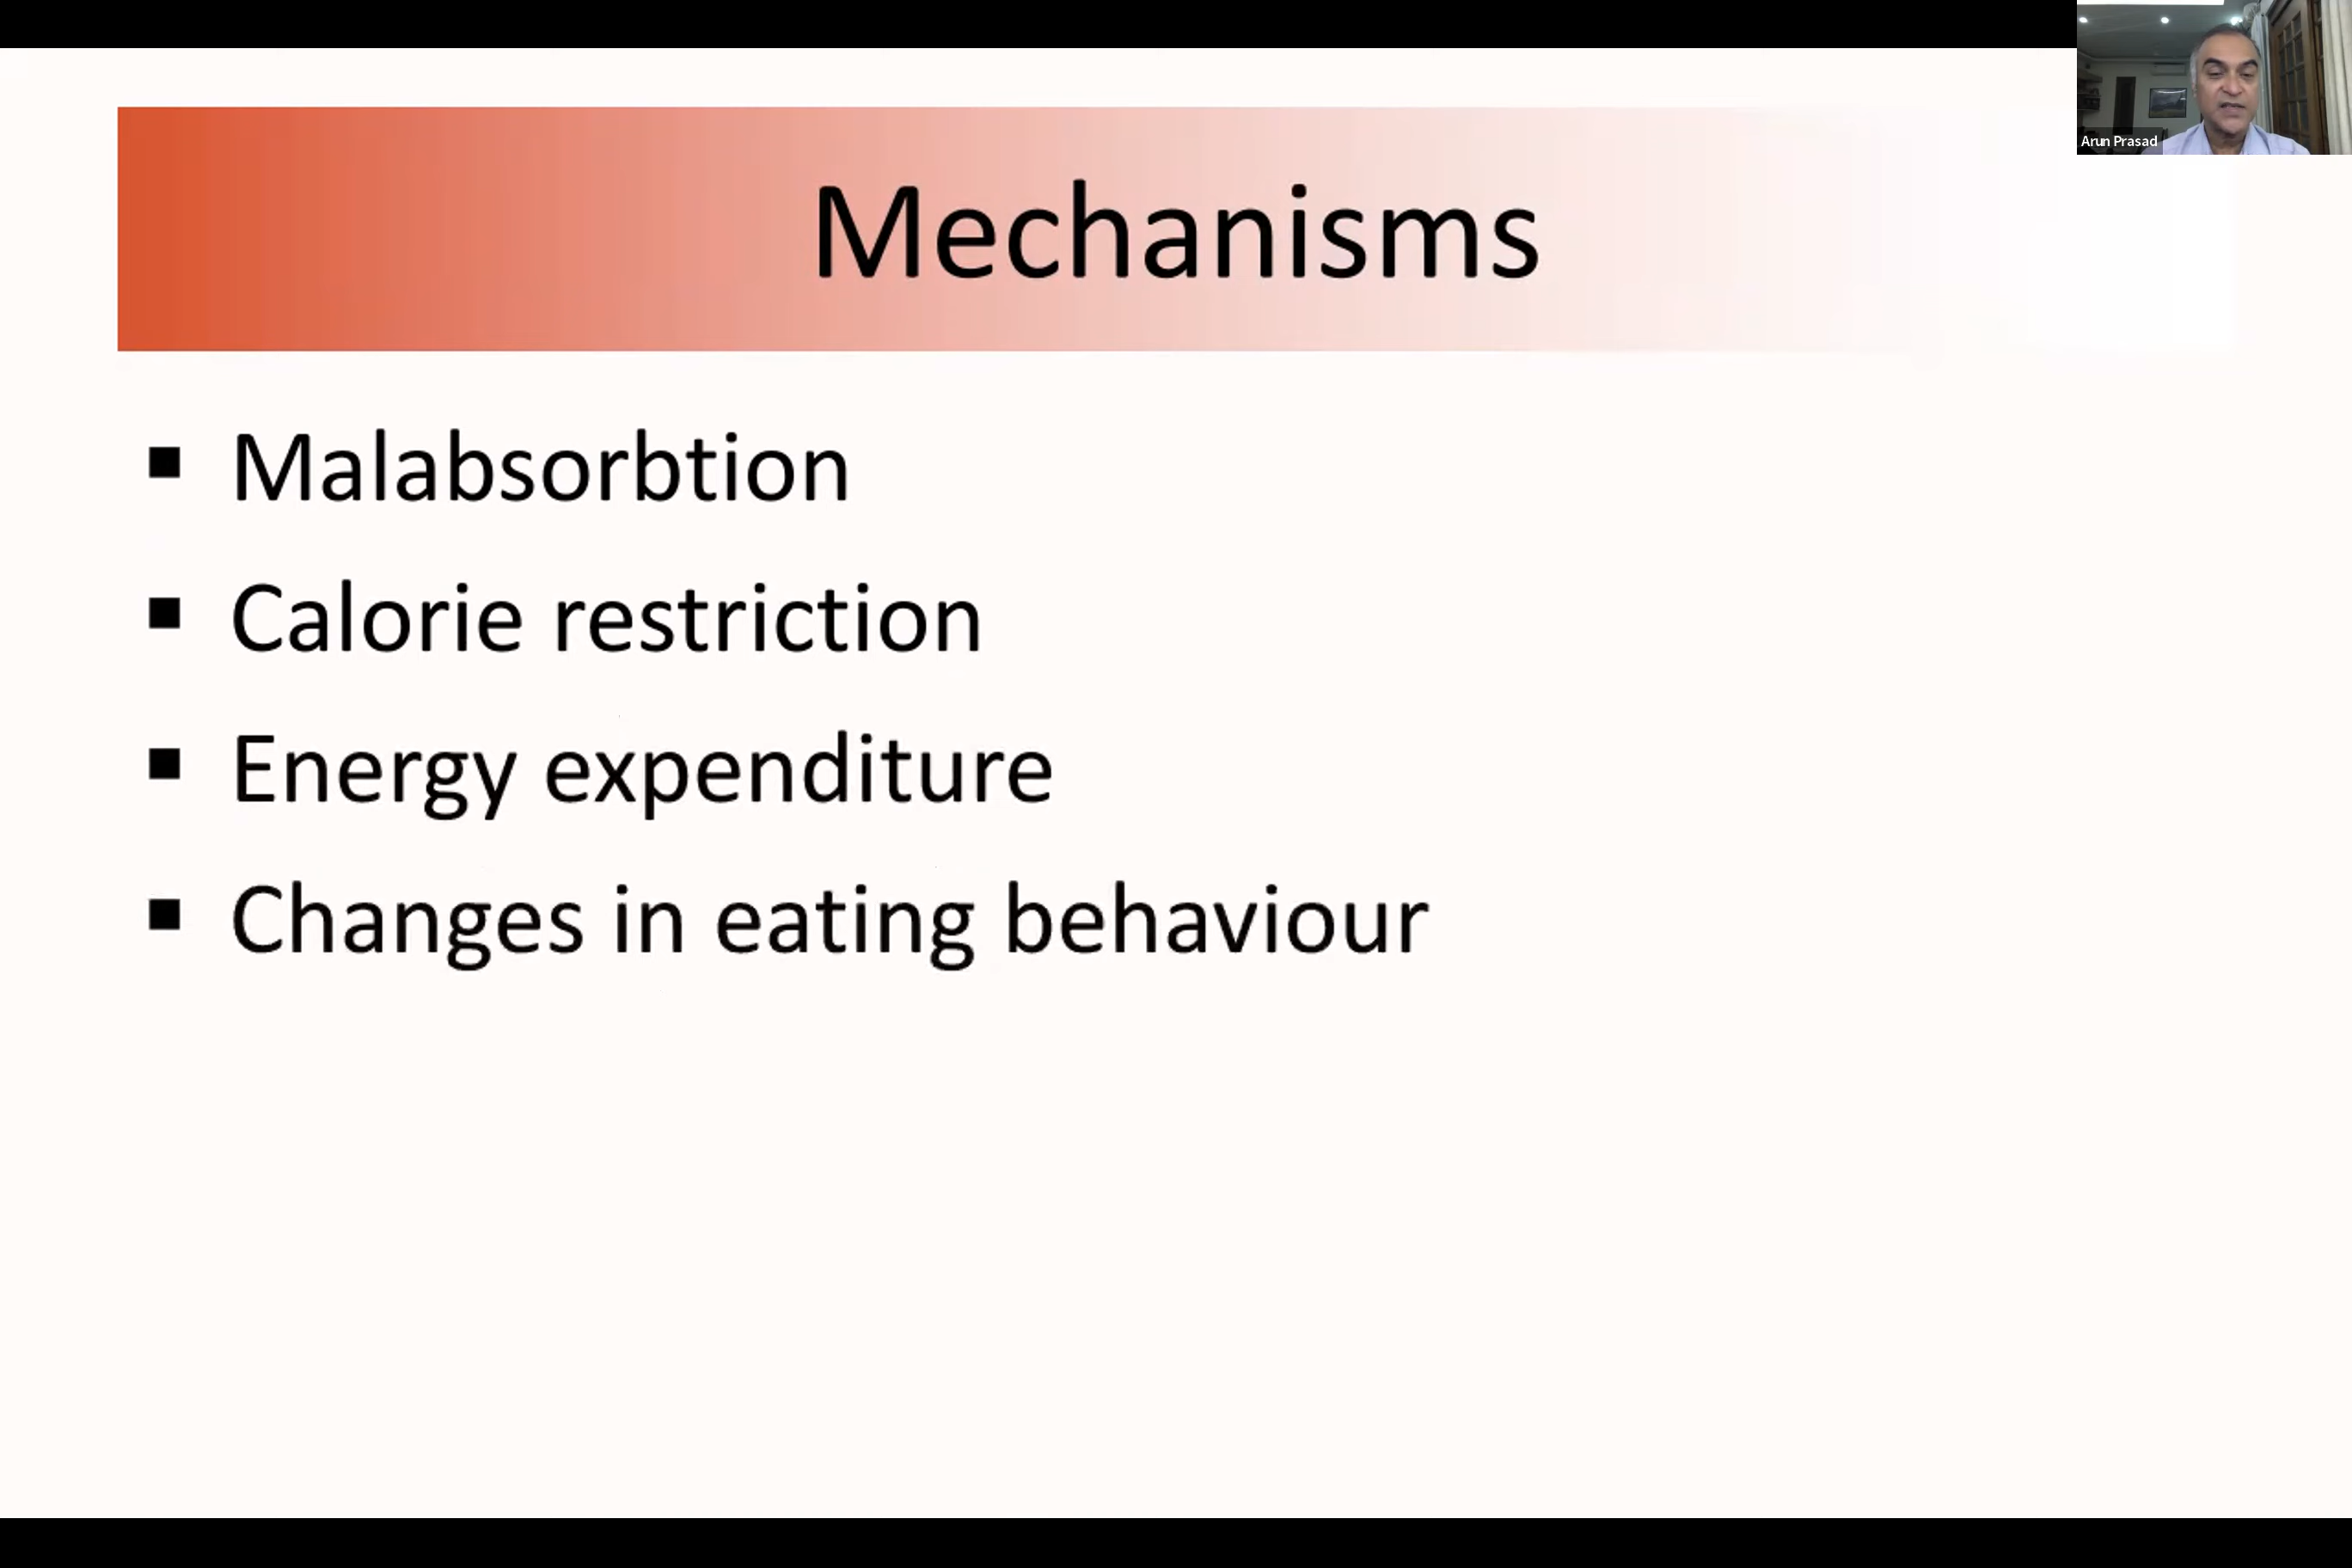 Arun Prasad
Mechanisms
▪ Malabsorbtion
▪ Calorie restriction
▪ Energy expenditure
▪ Changes in eating behaviour